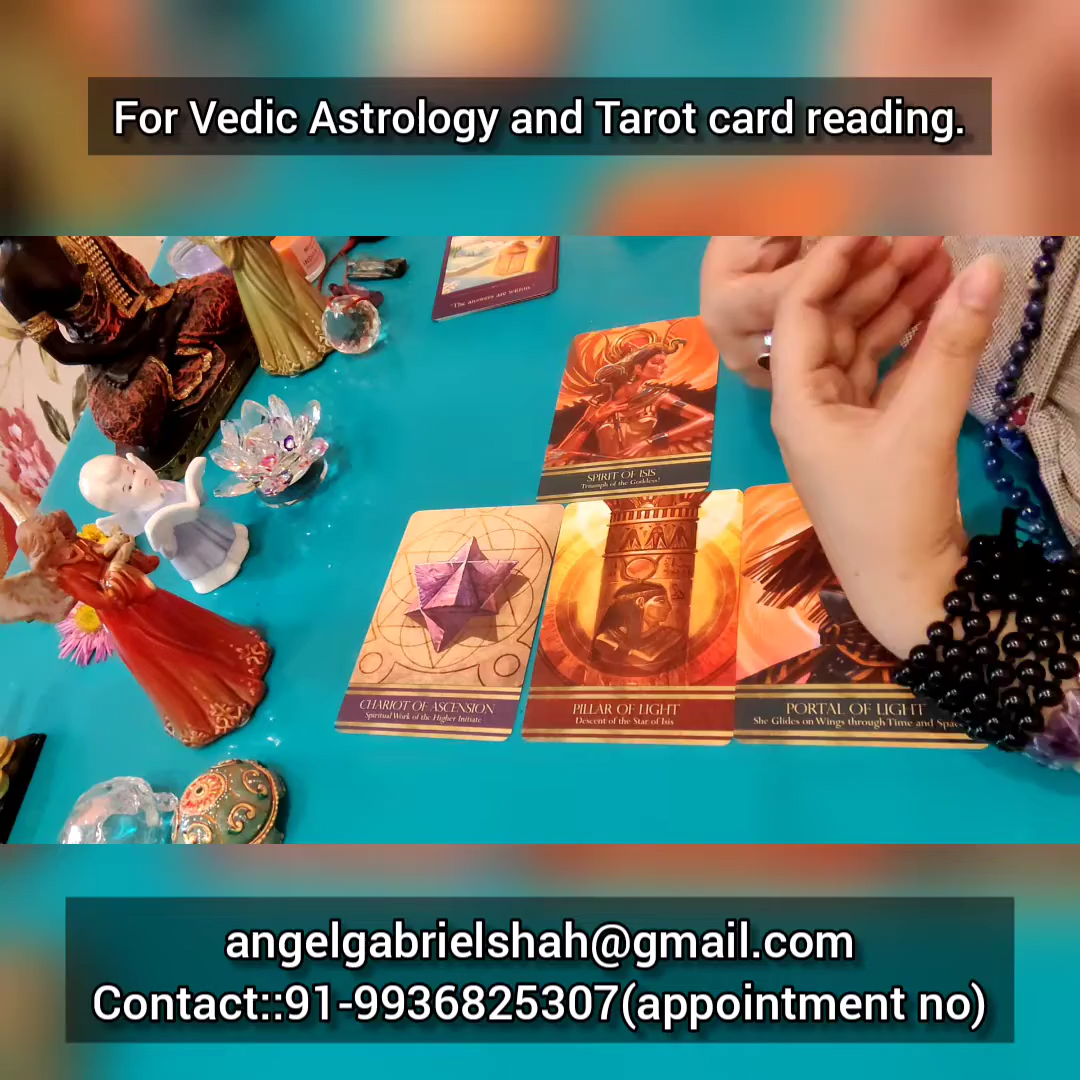 For Vedic Astrology and Tarot card reading.
"The answers are within."
SPIRIT OF ISIS
Triumph of the Goddess!
CHARIOT OF ASCENSION
Spiritual Work of the Higher Initiate
PILLAR OF LIGHT
Descent of the Star of Isis
PORTAL OF LIGHT
She Glides on Wings through Time and
angelgabrielshah@gmail.com
Contact::91-9936825307(appointment no)